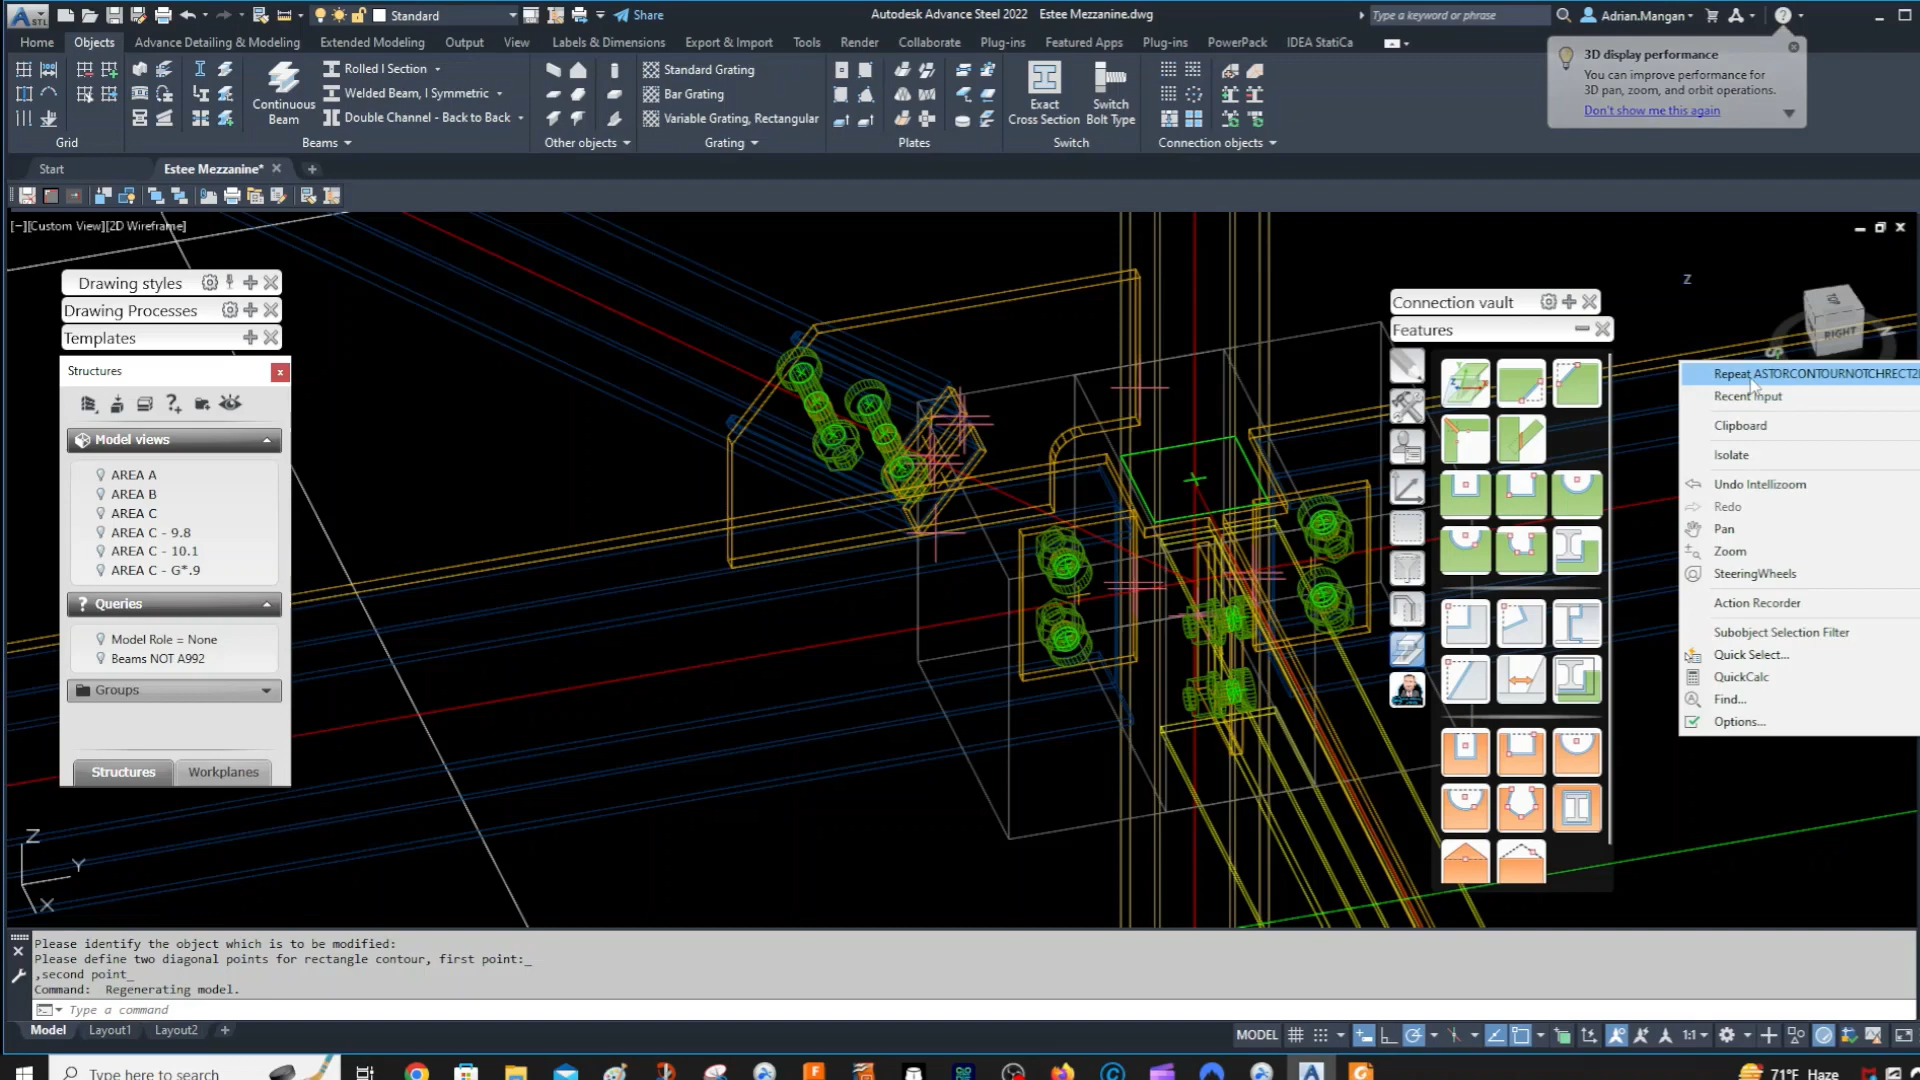 STL
Standard
Share
Autodesk Advance Steel 2022 Estee Mezzanine.dwg
Type a keyword or phrase
Adrian.Mangan
Home
Objects
Advance Detailing & Modeling
Extended Modeling
Output
View
Labels & Dimensions
Export & Import
Tools
Render
Collaborate
Plug-ins
Featured Apps
Plug-ins
PowerPack
IDEA StatiCa
3D display performance
You can improve performance for
3D pan, zoom, and orbit operations.
Don't show me this again
Continuous
Beam
Rolled I Section
Welded Beam, I Symmetric
Double Channel - Back to Back
Standard Grating
Bar Grating
Variable Grating, Rectangular
Exact
Cross Section
Switch
Bolt Type
Grid
Beams
Other objects
Grating
Plates
Switch
Connection objects
Start
Estee Mezzanine*
[−][Custom View][2D Wireframe]
Drawing styles
Drawing Processes
Templates
Structures
Model views
AREA A
AREA B
AREA C
AREA C - 9.8
AREA C - 10.1
AREA C - G*.9
Queries
Model Role = None
Beams NOT A992
Groups
Structures
Workplanes
Z
Y
X
Connection vault
Features
Z
RIGHT
Repeat ASTORCONTOURNOTCHRECT2
Recent Input
Clipboard
Isolate
Undo Intellizoom
Redo
Pan
Zoom
SteeringWheels
Action Recorder
Subobject Selection Filter
Quick Select...
QuickCalc
Find...
Options...
Please identify the object which is to be modified:
Please define two diagonal points for rectangle contour, first point:_
,second point_
Command:  Regenerating model.
Type a command
Model
Layout1
Layout2
MODEL
1:1
Type here to search
71°F Haze